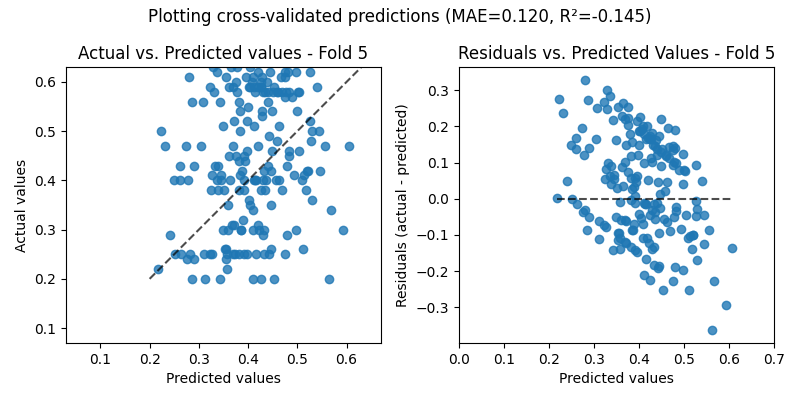 Plotting cross-validated predictions (MAE=0.120, R²=-0.145)
Actual vs. Predicted values - Fold 5
Actual values
0.6
0.5
0.4
0.3
0.2
0.1
0.1 0.2 0.3 0.4 0.5 0.6
Predicted values
Residuals vs. Predicted Values - Fold 5
Residuals (actual - predicted)
0.3
0.2
0.1
0.0
−0.1
−0.2
−0.3
0.0 0.1 0.2 0.3 0.4 0.5 0.6 0.7
Predicted values